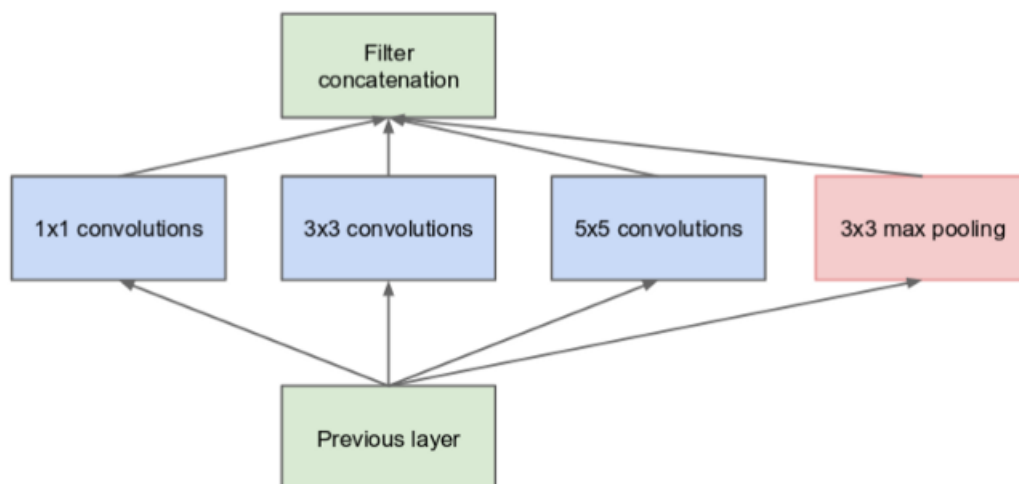 Filter
concatenation
1x1 convolutions
3x3 convolutions
5x5 convolutions
3x3 max pooling
Previous layer